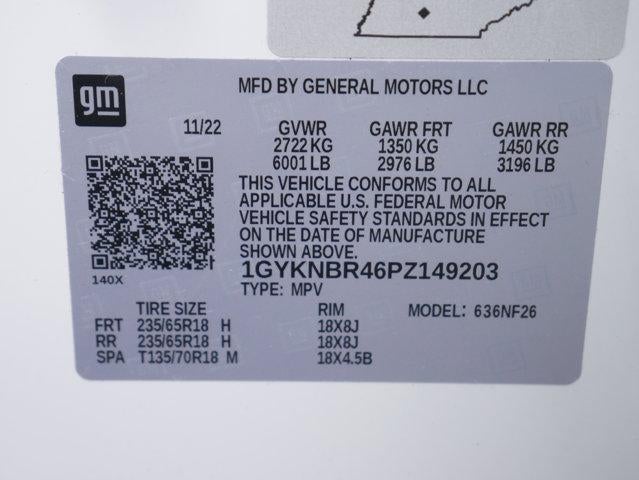 gm
MFD BY GENERAL MOTORS LLC
11/22 GVWR GAWR FRT GAWR RR
2722 KG 1350 KG 1450 KG
6001 LB 2976 LB 3196 LB
THIS VEHICLE CONFORMS TO ALL
APPLICABLE U.S. FEDERAL MOTOR
VEHICLE SAFETY STANDARDS IN EFFECT
ON THE DATE OF MANUFACTURE
SHOWN ABOVE.
140X
1GYKNBR46PZ149203
TYPE: MPV
TIRE SIZE RIM MODEL: 636NF26
FRT 235/65R18 H 18X8J
RR 235/65R18 H 18X8J
SPA T135/70R18 M 18X4.5B